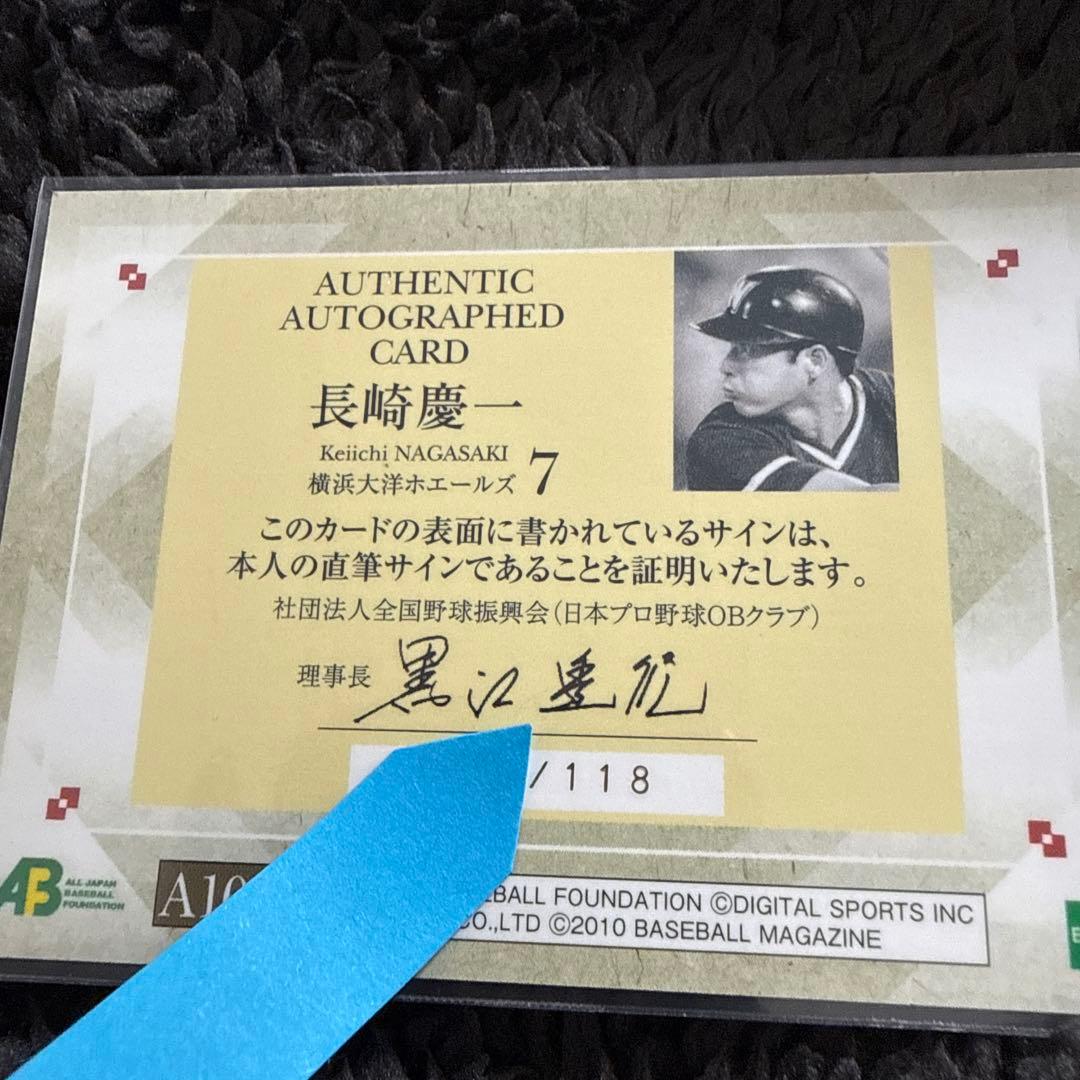 AUTHENTIC
AUTOGRAPHED
CARD
長崎慶一
Keiichi NAGASAKI
横浜大洋ホエールズ 7
このカードの表面に書かれているサインは、
本人の直筆サインであることを証明いたします。
社団法人全国野球振興会(日本プロ野球OBクラブ)
理事長 黒江透修
/118
ALL JAPAN
BASEBALL
FOUNDATION
BALL FOUNDATION ©DIGITAL SPORTS INC
CO.,LTD ©2010 BASEBALL MAGAZINE